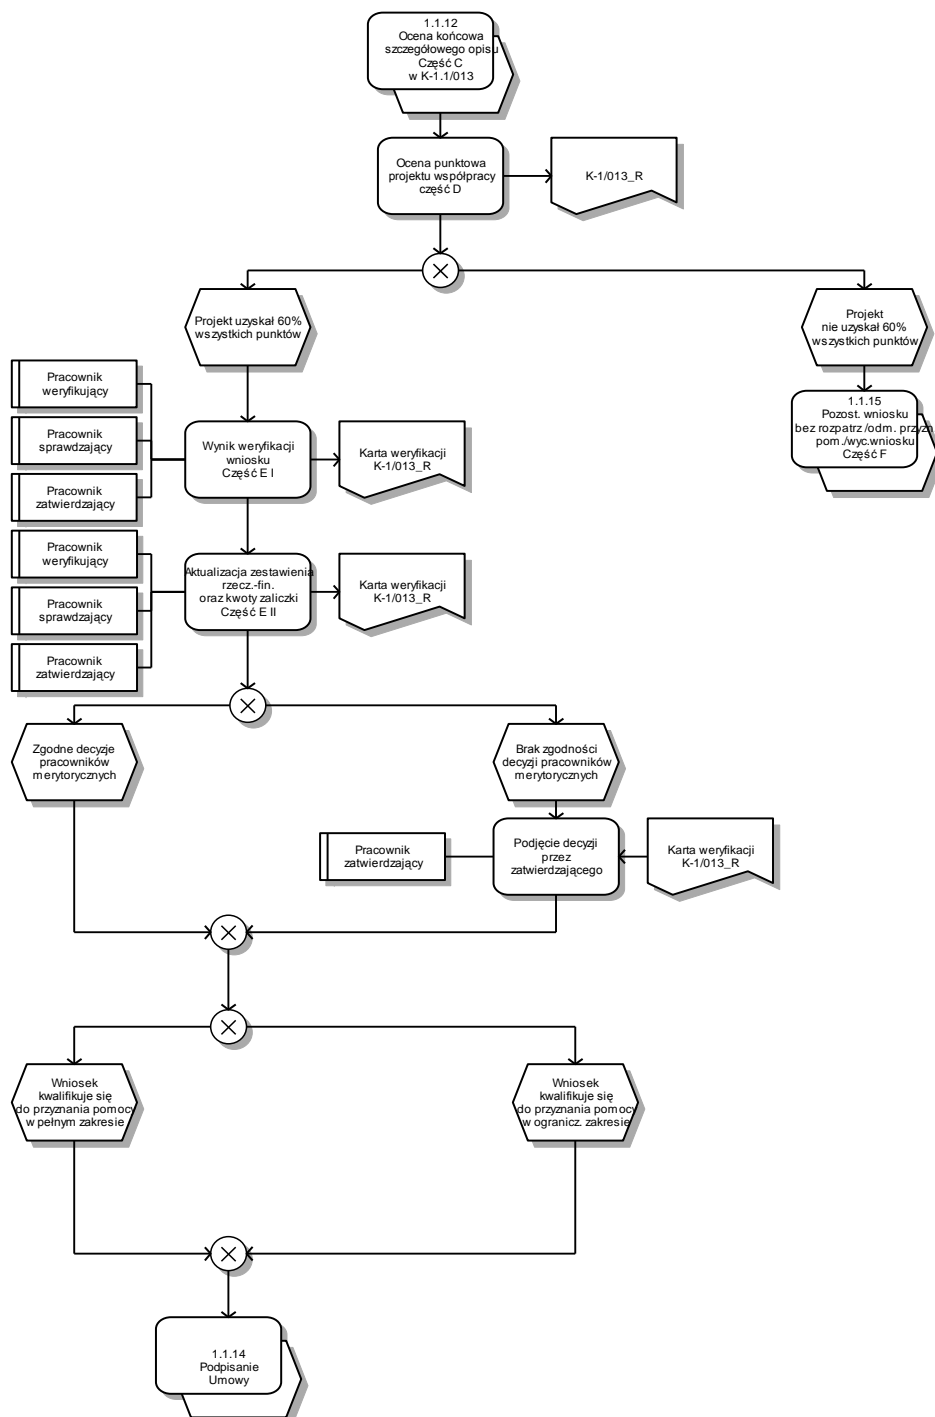 1.1.12
Ocena końcowa
szczegółowego opisu
Część C
w K-1.1/013
Ocena punktowa
projektu współpracy
część D
K-1/013_R
Projekt uzyskał 60%
wszystkich punktów
Projekt
nie uzyskał 60%
wszystkich punktów
Pracownik
weryfikujący
Pracownik
sprawdzający
Pracownik
zatwierdzający
Wynik weryfikacji
wniosku
Część E I
Karta weryfikacji
K-1/013_R
1.1.15
Pozost. wniosku
bez rozpatrz./odm. przyzn
pom./wyc.wniosku
Część F
Pracownik
weryfikujący
Pracownik
sprawdzający
Pracownik
zatwierdzający
Aktualizacja zestawienia
rzecz.-fin.
oraz kwoty zaliczki
Część E II
Karta weryfikacji
K-1/013_R
Zgodne decyzje
pracowników
merytorycznych
Brak zgodności
decyzji pracowników
merytorycznych
Pracownik
zatwierdzający
Podjęcie decyzji
przez
zatwierdzającego
Karta weryfikacji
K-1/013_R
Wniosek
kwalifikuje się
do przyznania pomocy
w pełnym zakresie
Wniosek
kwalifikuje się
do przyznania pomocy
w ogranicz. zakresie
1.1.14
Podpisanie
Umowy